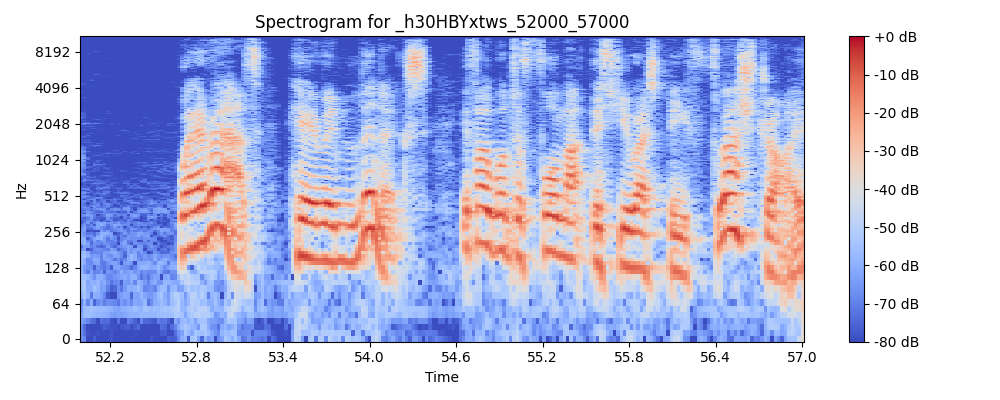 Spectrogram for _h30HBYxtws_52000_57000
Hz
8192
4096
2048
1024
512
256
128
64
0
52.2 52.8 53.4 54.0 54.6 55.2 55.8 56.4 57.0
Time
+0 dB
-10 dB
-20 dB
-30 dB
-40 dB
-50 dB
-60 dB
-70 dB
-80 dB